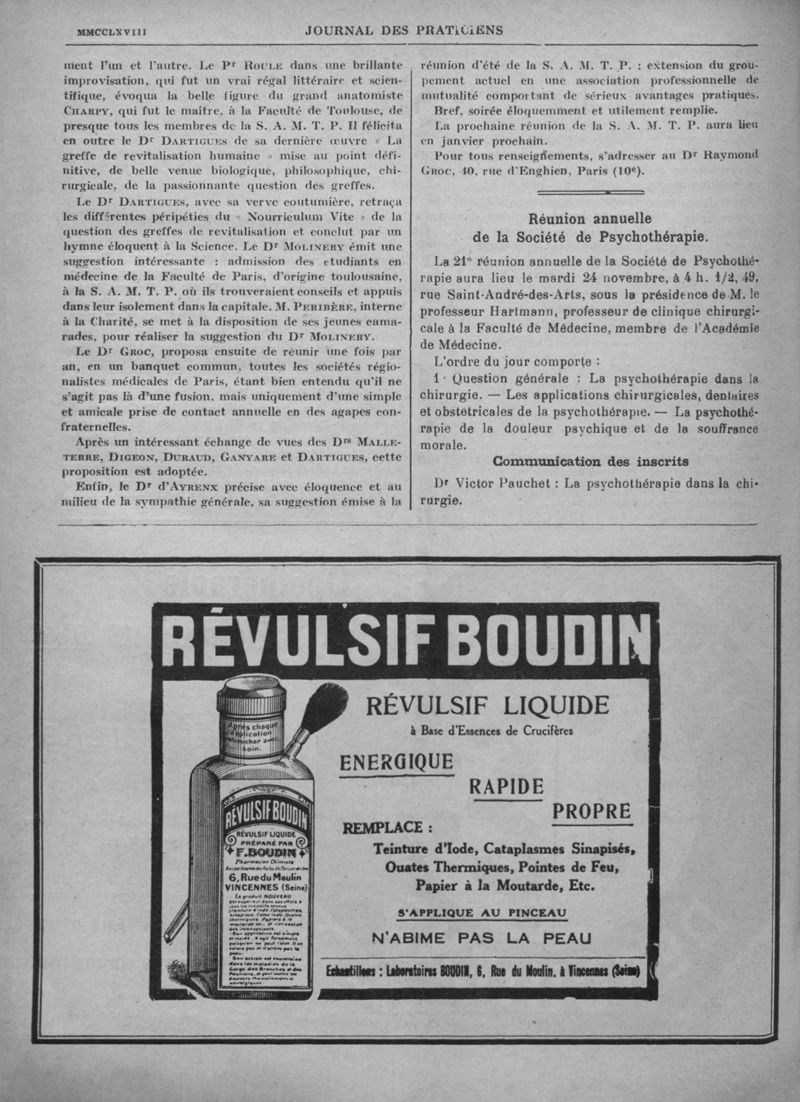 MMCCLXVIII
JOURNAL DES PRATICIENS
ment l'un et l'autre. Le Pr ROULE dans une brillante
improvisation, qui fut un vrai régal littéraire et scien-
tifique, évoqua la belle figure du grand anatomiste
CHARPY, qui fut le maître, à la Faculté de Toulouse, de
presque tous les membres de la S. A. M. T. P. Il félicita
en outre le Dr DARTIGUES de sa dernière œuvre « La
greffe de revitalisation humaine » mise au point défi-
nitive, de belle venue biologique, philosophique, chi-
rurgicale, de la passionnante question des greffes.
Le Dr DARTIGUES, avec sa verve coutumière, retraça
les différentes péripéties du « Nourriculum Vite » de la
question des greffes de revitalisation et conclut par un
hymne éloquent à la Science. Le Dr MOLINERY émit une
suggestion intéressante : admission des etudiants en
médecine de la Faculté de Paris, d'origine toulousaine,
à la S. A. M. T. P. où ils trouveraient conseils et appuis
dans leur isolement dans la capitale. M. PERIBÈRE, interne
à la Charité, se met à la disposition de ses jeunes cama-
rades, pour réaliser la suggestion du Dr MOLINERY.
Le Dr GROC, proposa ensuite de réunir une fois par
an, en un banquet commun, toutes les sociétés régio-
nalistes médicales de Paris, étant bien entendu qu'il ne
s'agit pas là d'une fusion, mais uniquement d'une simple
et amicale prise de contact annuelle en des agapes con-
fraternelles.
Après un intéressant échange de vues des Drs MALLE-
TERRE, DIGEON, DURAUD, GANYARE et DARTIGUES, cette
proposition est adoptée.
Enfin, le Dr d'AYRENX précise avec éloquence et au
milieu de la sympathie générale, sa suggestion émise à la
réunion d'été de la S. A. M. T. P. : extension du grou-
pement actuel en une association professionnelle de
mutualité comportant de sérieux avantages pratiques.
Bref, soirée éloquemment et utilement remplie.
La prochaine réunion de la S. A. M. T. P. aura lieu
en janvier prochain.
Pour tous renseignements, s'adresser au Dr Raymond
GROC, 40, rue d'Enghien, Paris (10e).
Réunion annuelle
de la Société de Psychothérapie.
La 21e réunion annuelle de la Société de Psychothé-
rapie aura lieu le mardi 24 novembre, à 4 h. 1/2, 49,
rue Saint-André-des-Arts, sous la présidence de M. le
professeur Hartmann, professeur de clinique chirurgi-
cale à la Faculté de Médecine, membre de l'Académie
de Médecine.
L'ordre du jour comporte :
1° Question générale : La psychothérapie dans la
chirurgie. — Les applications chirurgicales, dentaires
et obstétricales de la psychothérapie. — La psychothé-
rapie de la douleur psychique et de la souffrance
morale.
Communication des inscrits
Dr Victor Pauchet : La psychothérapie dans la chi-
rurgie.
RÉVULSIF BOUDIN
RÉVULSIF LIQUIDE
à Base d'Essences de Crucifères
ENERGIQUE
RAPIDE
PROPRE
REMPLACE :
Teinture d'Iode, Cataplasmes Sinapisés,
Ouates Thermiques, Pointes de Feu,
Papier à la Moutarde, Etc.
S'APPLIQUE AU PINCEAU
N'ABIME PAS LA PEAU
Echantillons : Laboratoires BOUDIN, 6, Rue du Moulin. à Vincennes (Seine)
Après chaque
application
soin.
RÉVULSIF BOUDIN
RÉVULSIF LIQUIDE
PRÉPARÉ PAR
F. BOUDIN
Pharmacien Chimiste
6, Rue du Moulin
VINCENNES (Seine)
Ce produit NOUVEAU